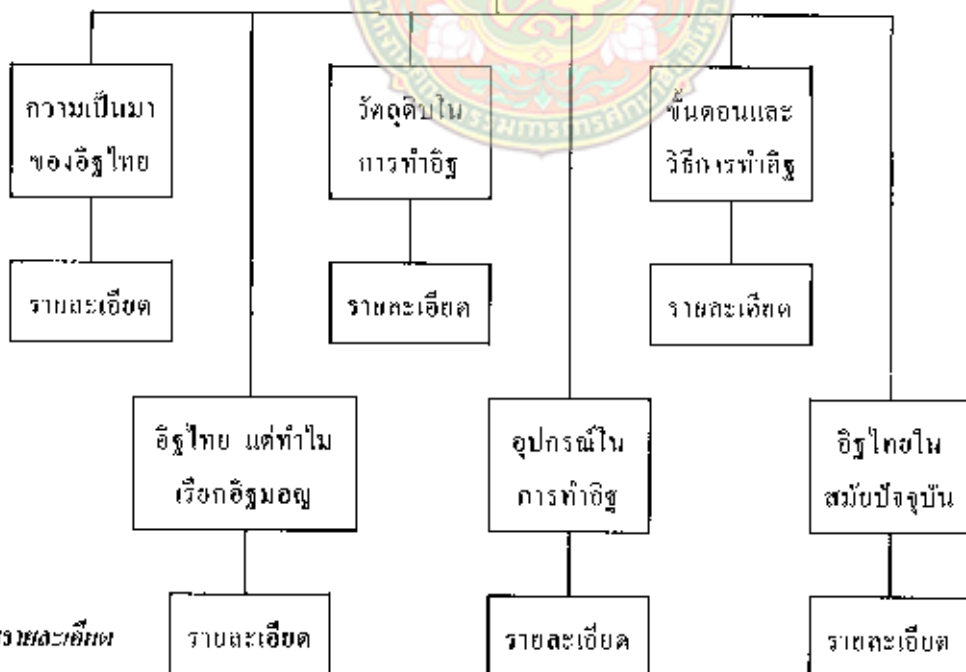 ความเป็นมา
ของอิฐไทย
วัตถุดิบใน
การทำอิฐ
ขั้นตอนและ
วิธีการทำอิฐ
รายละเอียด
รายละเอียด
รายละเอียด
อิฐไทย แต่ทำไม
เรียกอิฐมอญ
อุปกรณ์ใน
การทำอิฐ
อิฐไทยใน
สมัยปัจจุบัน
รายละเอียด
รายละเอียด
รายละเอียด
รายละเอียด